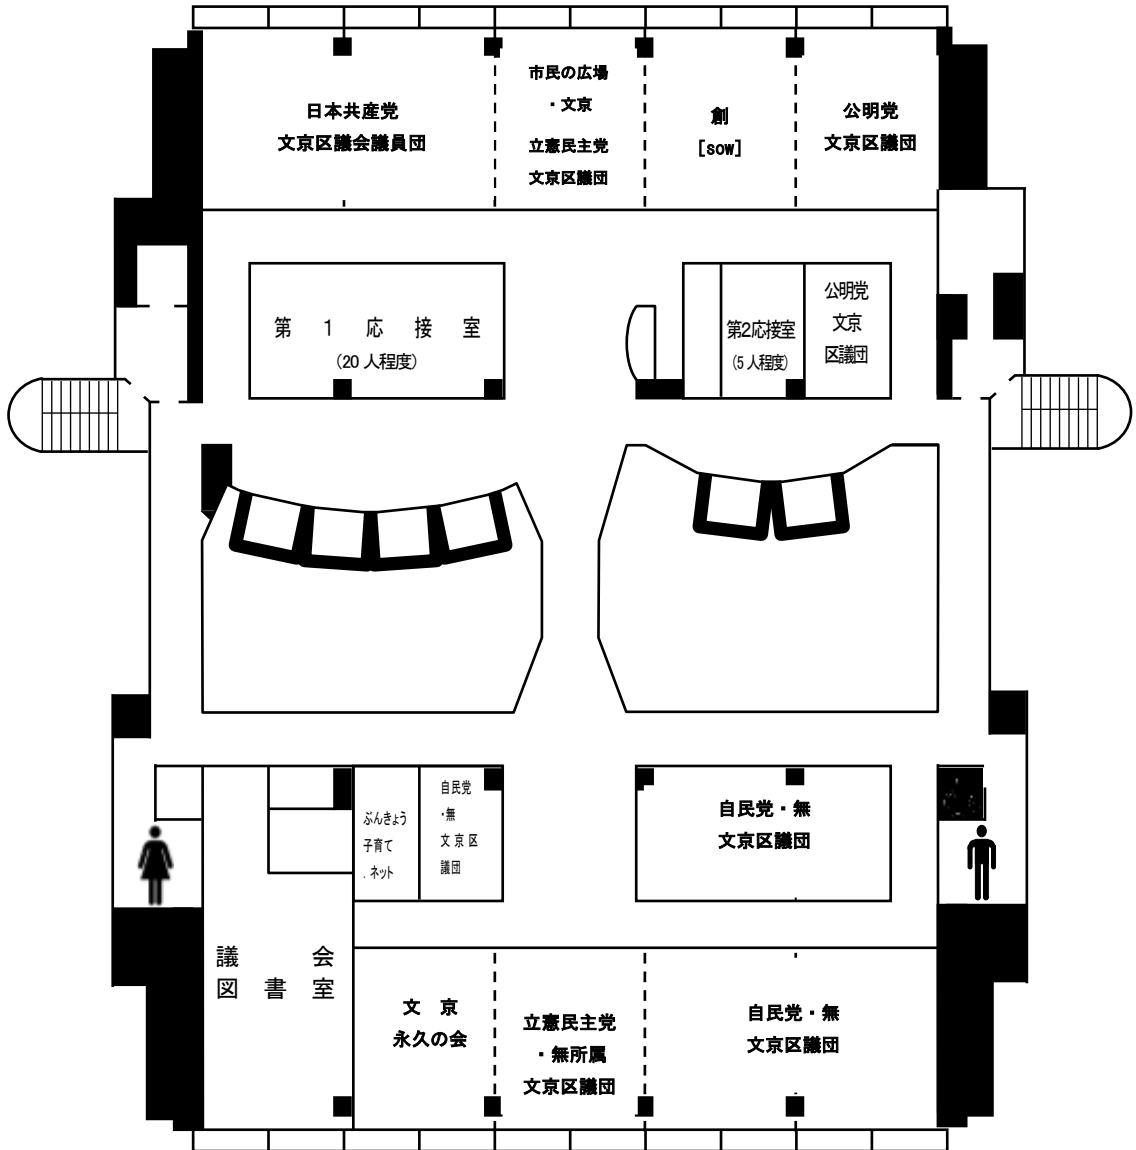 日本共産党
文京区議会議員団
市民の広場
・文京
立憲民主党
文京区議団
創
[sow]
公明党
文京区議団
第1応接室
(20人程度)
第2応接室
(5人程度)
公明党
文京
区議団
ぶんきょう
子育て
.ネット
自民党
・無
文京区
議団
自民党・無
文京区議団
議会
図書室
文京
永久の会
立憲民主党
・無所属
文京区議団
自民党・無
文京区議団